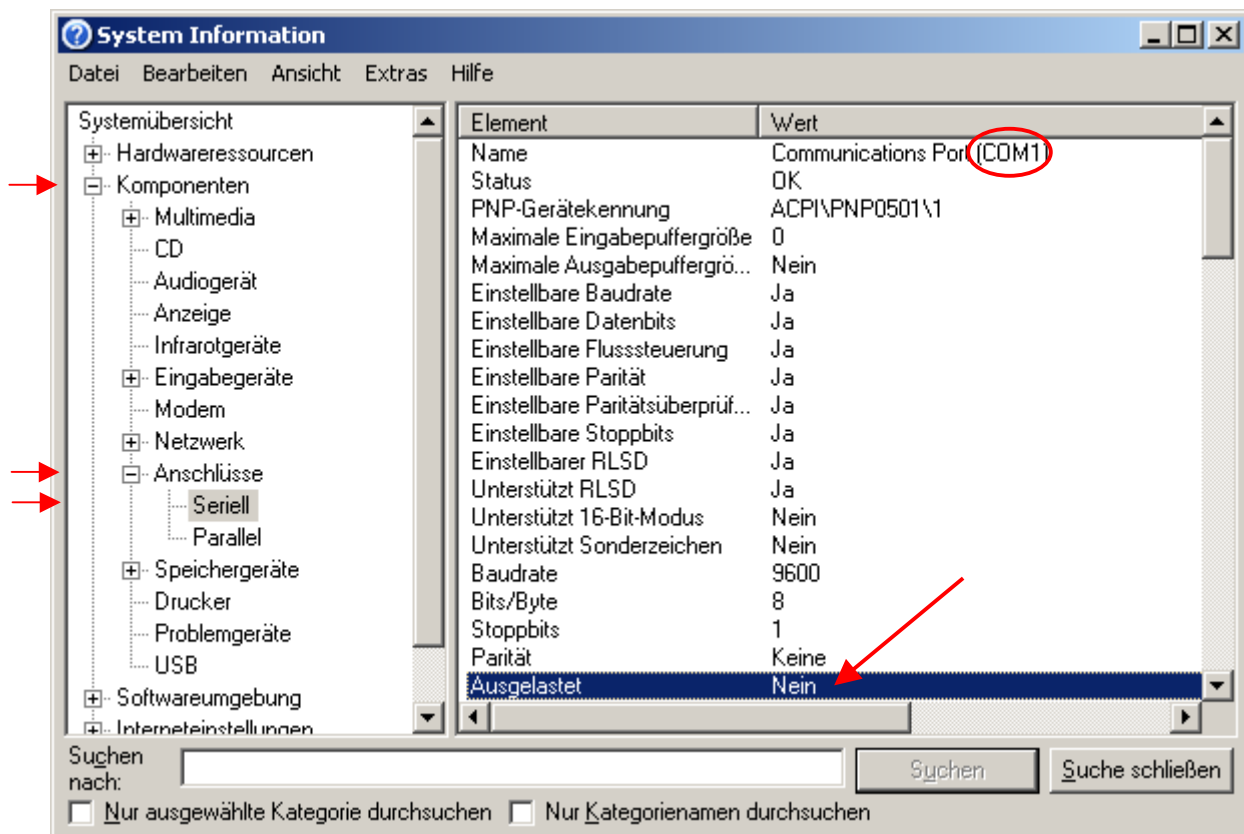 System Information
Datei Bearbeiten Ansicht Extras Hilfe
Systemübersicht
Hardwareressourcen
Komponenten
Multimedia
CD
Audiogerät
Anzeige
Infrarotgeräte
Eingabegeräte
Modem
Netzwerk
Anschlüsse
Seriell
Parallel
Speichergeräte
Drucker
Problemgeräte
USB
Softwareumgebung
Interneteinstellungen
Element Wert
Name Communications Port (COM1)
Status OK
PNP-Gerätekennung ACPI\PNP0501\1
Maximale Eingabepuffergröße 0
Maximale Ausgabepuffergrö... Nein
Einstellbare Baudrate Ja
Einstellbare Datenbits Ja
Einstellbare Flusssteuerung Ja
Einstellbare Parität Ja
Einstellbare Paritätsüberprüf... Ja
Einstellbare Stoppbits Ja
Einstellbarer RLSD Ja
Unterstützt RLSD Ja
Unterstützt 16-Bit-Modus Nein
Unterstützt Sonderzeichen Nein
Baudrate 9600
Bits/Byte 8
Stoppbits 1
Parität Keine
Ausgelastet Nein
Suchen
nach:
Suchen
Suche schließen
Nur ausgewählte Kategorie durchsuchen
Nur Kategorienamen durchsuchen